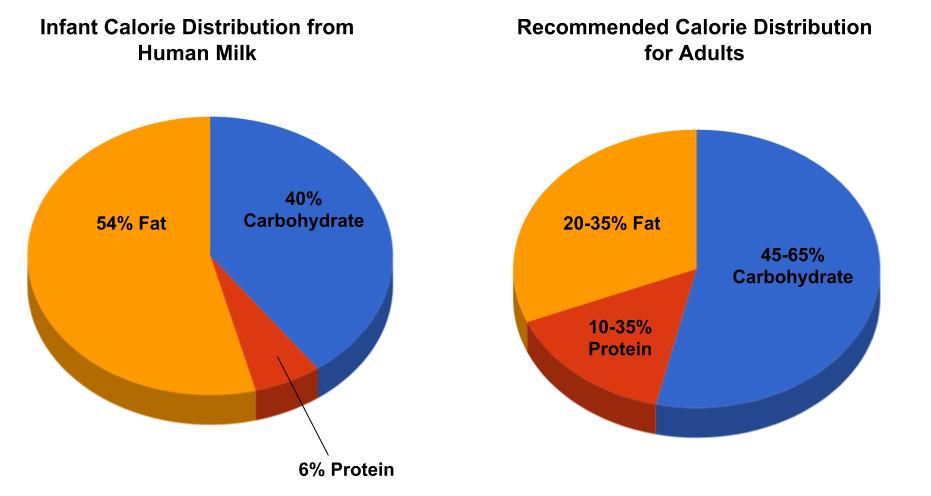 Infant Calorie Distribution from
Human Milk
54% Fat
40%
Carbohydrate
6% Protein
Recommended Calorie Distribution
for Adults
20-35% Fat
45-65%
Carbohydrate
10-35%
Protein